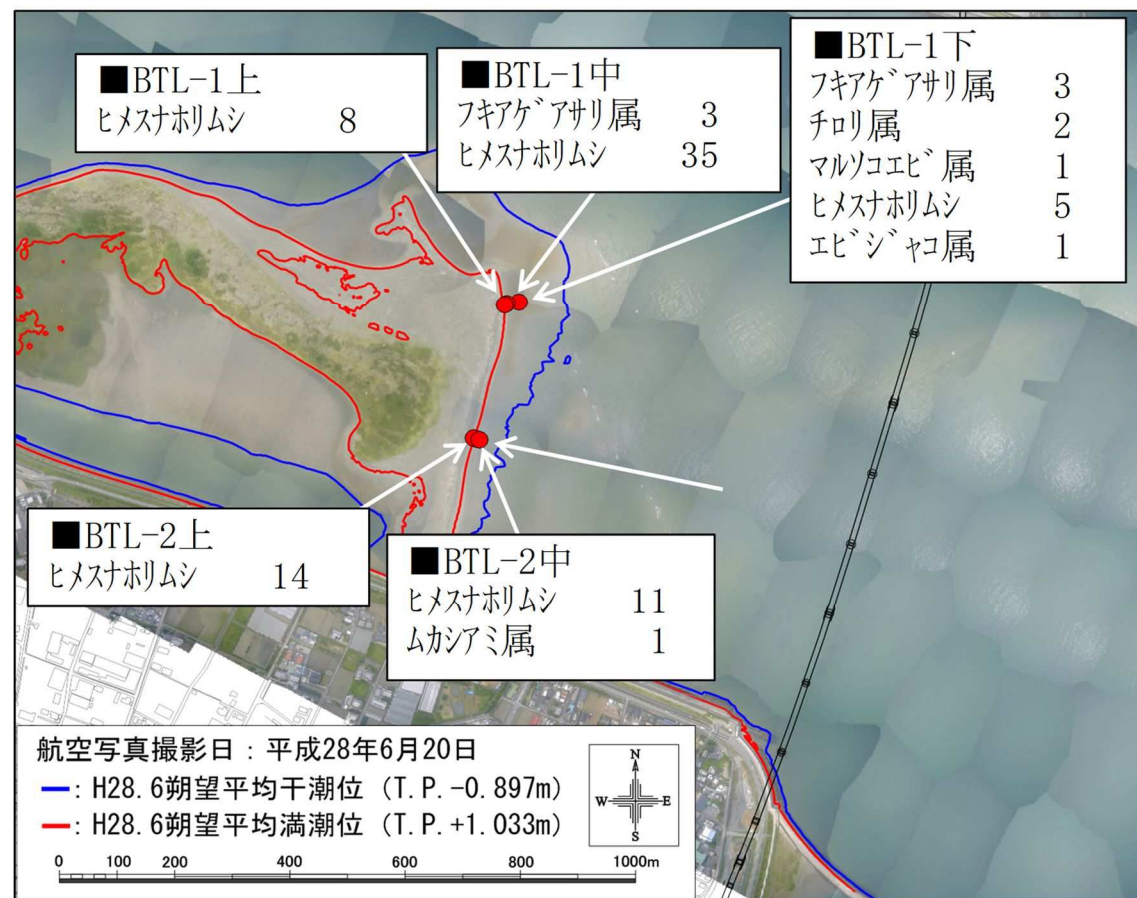 ■BTL-1上
ヒメスナホリムシ 8
■BTL-1中
フキアゲアサリ属 3
ヒメスナホリムシ 35
■BTL-1下
フキアゲアサリ属 3
チロリ属 2
マルソコエビ属 1
ヒメスナホリムシ 5
エビジャコ属 1
■BTL-2上
ヒメスナホリムシ 14
■BTL-2中
ヒメスナホリムシ 11
ムカシアミ属 1
航空写真撮影日：平成28年6月20日
：H28.6朔望平均干潮位（T.P.-0.897m）
：H28.6朔望平均満潮位（T.P.+1.033m）
N
W E
S
0 100 200 400 600 800 1000m